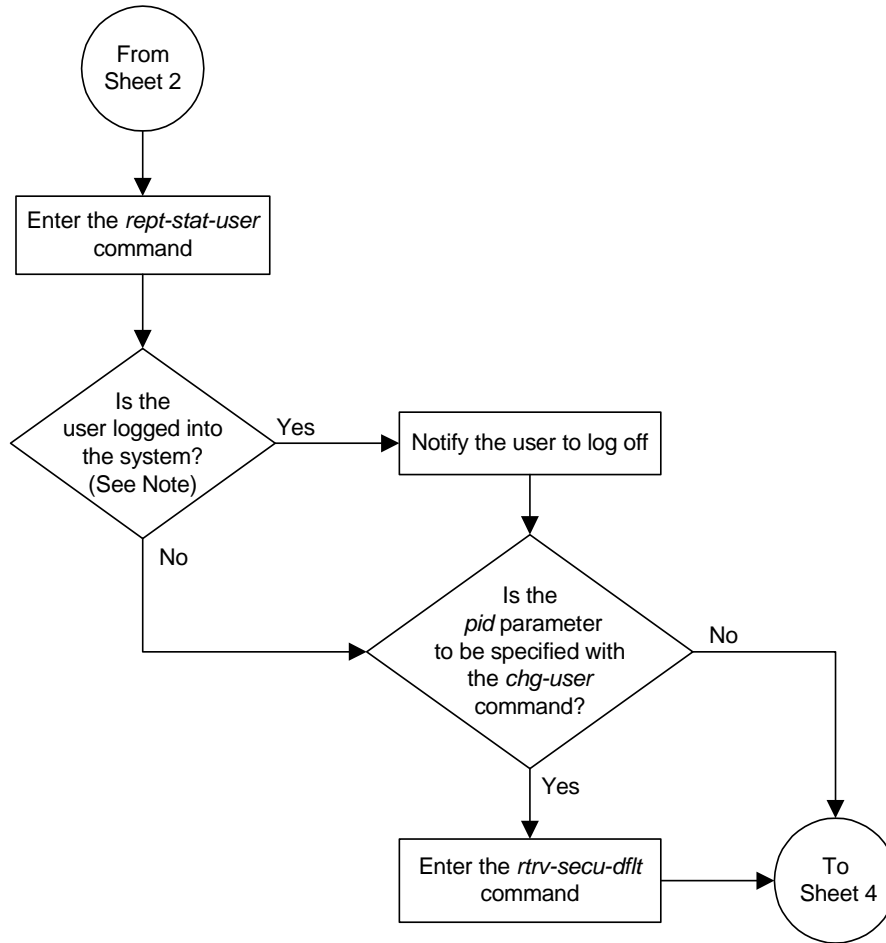 From
Sheet 2
Enter the rept-stat-user
command
Is the
user logged into
the system?
(See Note)
Yes
Notify the user to log off
No
Is the
pid parameter
to be specified with
the chg-user
command?
No
Yes
Enter the rtrv-secu-dflt
command
To
Sheet 4